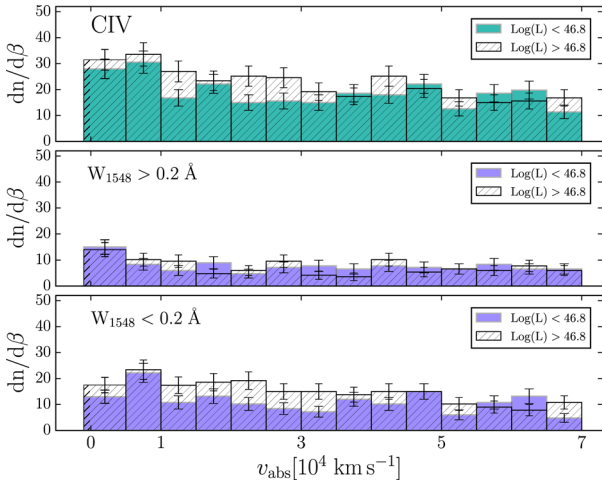 50
40
30
20
10
0
dn/dβ
CIV
Log(L) < 46.8
Log(L) > 46.8
50
40
30
20
10
0
dn/dβ
W1548 > 0.2 Å
Log(L) < 46.8
Log(L) > 46.8
50
40
30
20
10
0
dn/dβ
W1548 < 0.2 Å
Log(L) < 46.8
Log(L) > 46.8
0 1 3 5 7
vabs[10⁴ km s⁻¹]